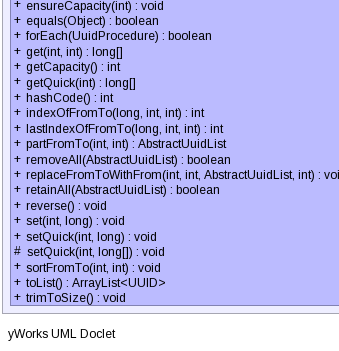 + ensureCapacity(int) : void
+ equals(Object) : boolean
+ forEach(UuidProcedure) : boolean
+ get(int, int) : long[]
+ getCapacity() : int
+ getQuick(int) : long[]
+ hashCode() : int
+ indexOfFromTo(long, int, int) : int
+ lastIndexOfFromTo(long, int, int) : int
+ partFromTo(int, int) : AbstractUuidList
+ removeAll(AbstractUuidList) : boolean
+ replaceFromToWithFrom(int, int, AbstractUuidList, int) : voi
+ retainAll(AbstractUuidList) : boolean
+ reverse() : void
+ set(int, long) : void
+ setQuick(int, long) : void
# setQuick(int, long[]) : void
+ sortFromTo(int, int) : void
+ toList() : ArrayList<UUID>
+ trimToSize() : void
yWorks UML Doclet